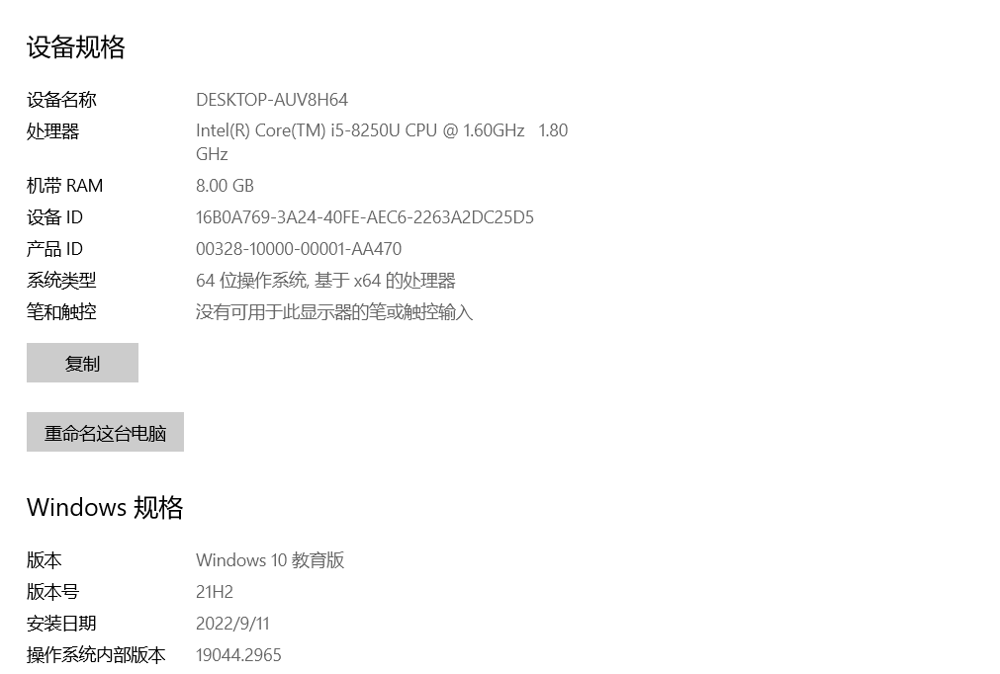 设备规格
设备名称 DESKTOP-AUV8H64
处理器 Intel(R) Core(TM) i5-8250U CPU @ 1.60GHz 1.80
GHz
机带 RAM 8.00 GB
设备 ID 16B0A769-3A24-40FE-AEC6-2263A2DC25D5
产品 ID 00328-10000-00001-AA470
系统类型 64 位操作系统, 基于 x64 的处理器
笔和触控 没有可用于此显示器的笔或触控输入
复制
重命名这台电脑
Windows 规格
版本 Windows 10 教育版
版本号 21H2
安装日期 2022/9/11
操作系统内部版本 19044.2965